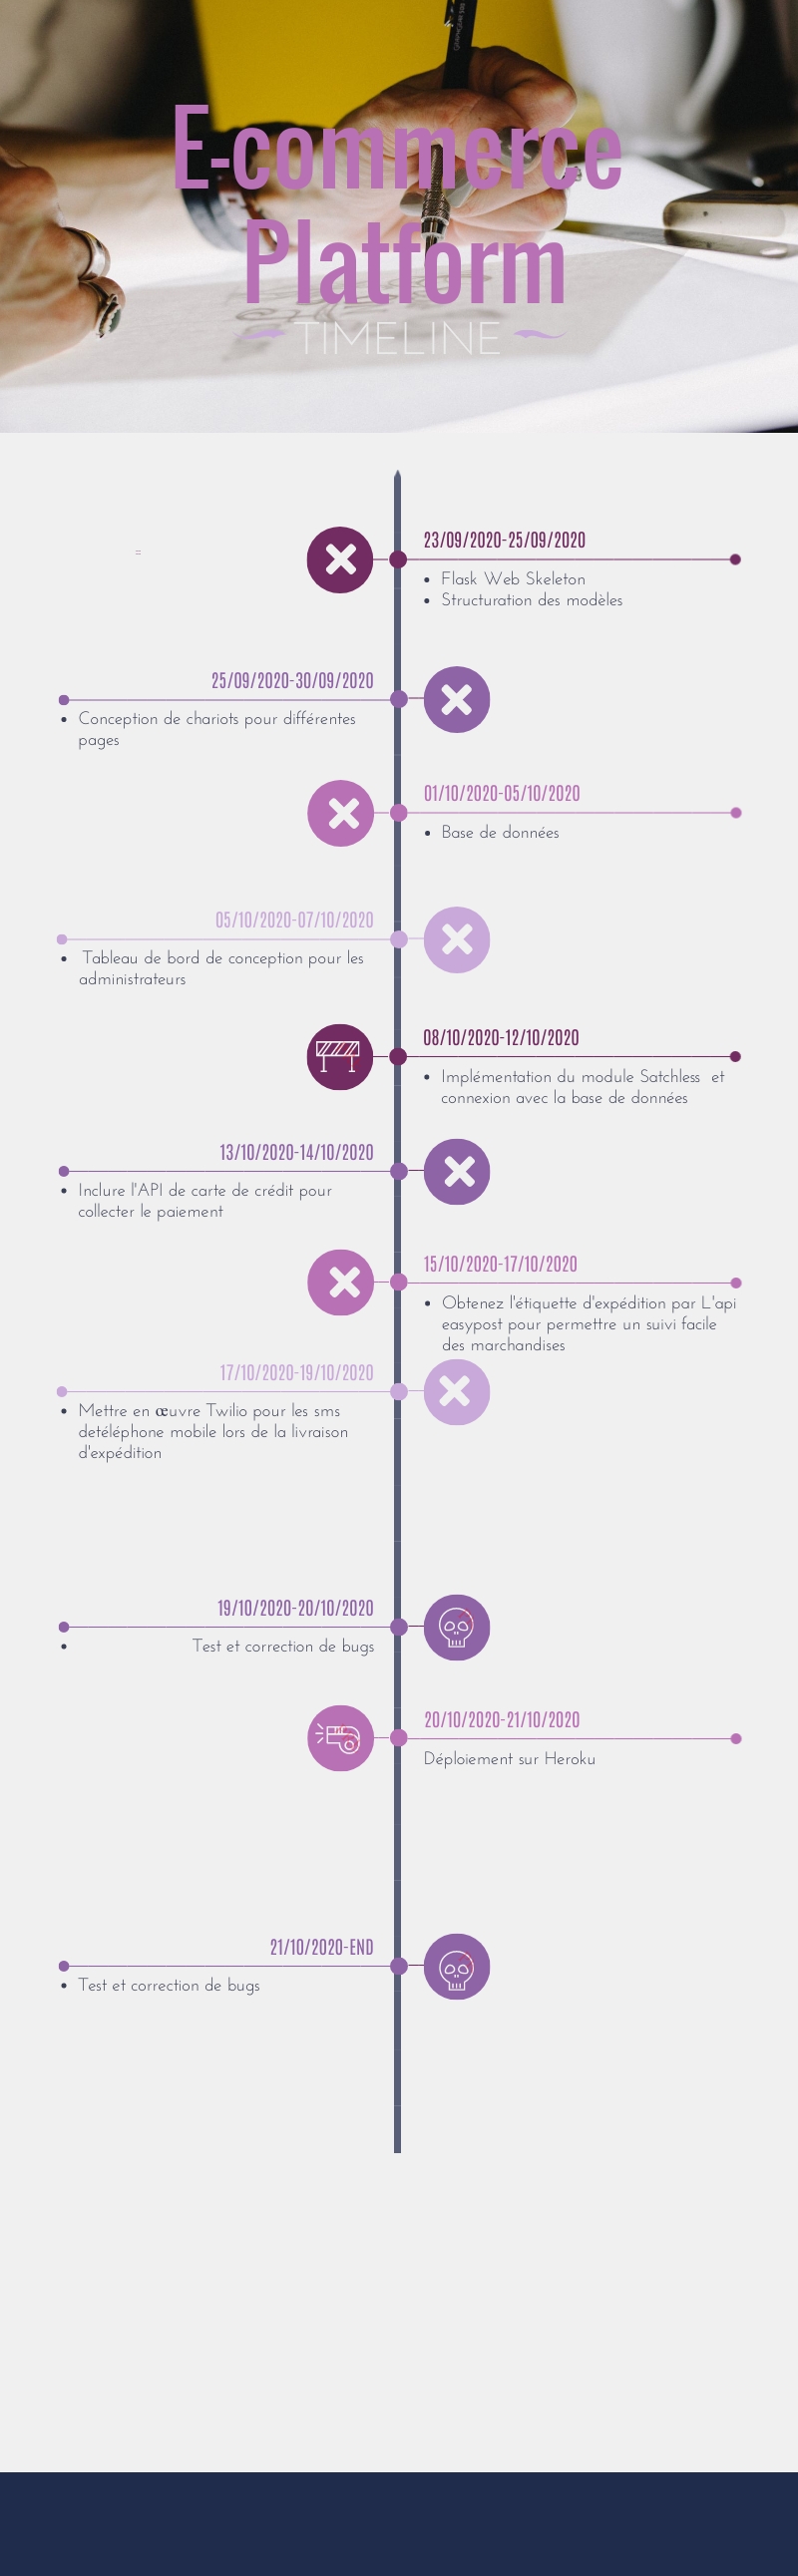 E-commerce
Platform
TIMELINE
23/09/2020-25/09/2020
• Flask Web Skeleton
• Structuration des modèles
25/09/2020-30/09/2020
• Conception de chariots pour différentes
pages
01/10/2020-05/10/2020
• Base de données
05/10/2020-07/10/2020
• Tableau de bord de conception pour les
administrateurs
08/10/2020-12/10/2020
• Implémentation du module Satchless et
connexion avec la base de données
13/10/2020-14/10/2020
• Inclure l'API de carte de crédit pour
collecter le paiement
15/10/2020-17/10/2020
• Obtenez l'étiquette d'expédition par L'api
easypost pour permettre un suivi facile
des marchandises
17/10/2020-19/10/2020
• Mettre en œuvre Twilio pour les sms
detéléphone mobile lors de la livraison
d'expédition
19/10/2020-20/10/2020
• Test et correction de bugs
20/10/2020-21/10/2020
Déploiement sur Heroku
21/10/2020-END
• Test et correction de bugs